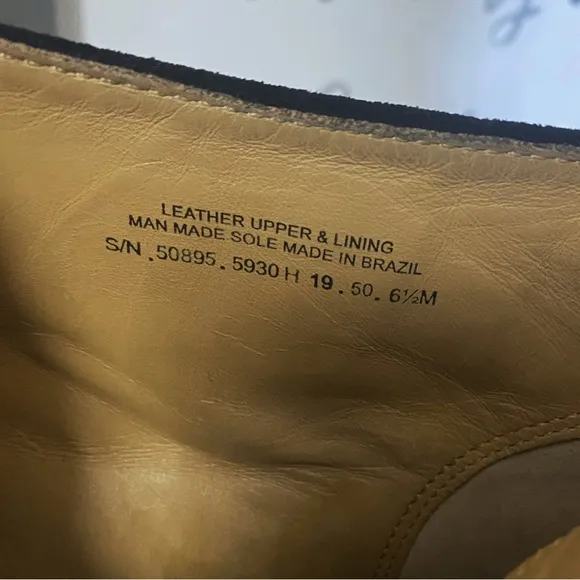 LEATHER UPPER & LINING
MAN MADE SOLE MADE IN BRAZIL
S/N .50895 . 5930 H 19 . 50 . 6½M